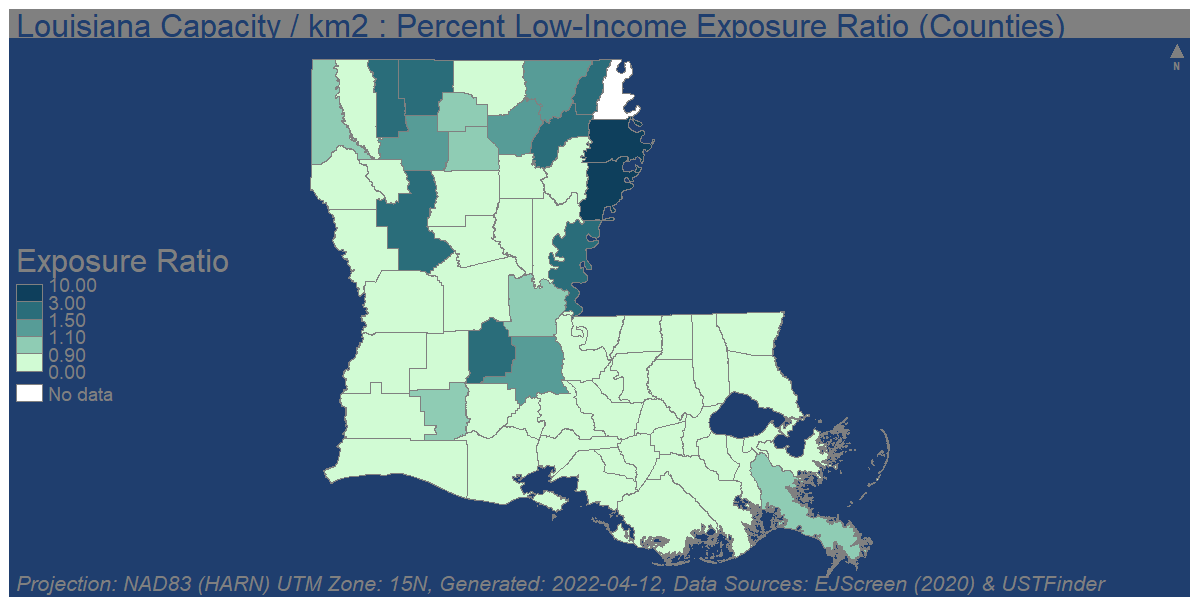 Louisiana Capacity / km2 : Percent Low-Income Exposure Ratio (Counties)
N
Exposure Ratio
10.00
3.00
1.50
1.10
0.90
0.00
No data
Projection: NAD83 (HARN) UTM Zone: 15N, Generated: 2022-04-12, Data Sources: EJScreen (2020) & USTFinder